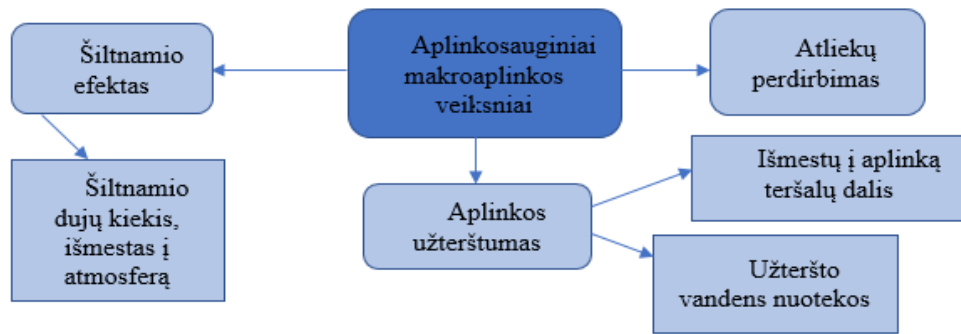 Šiltnamio
efektas
Aplinkosauginiai
makroaplinkos
veiksniai
Atliekų
perdirbimas
Šiltnamio
dujų kiekis,
išmestas į
atmosferą
Aplinkos
užterštumas
Išmestų į aplinką
teršalų dalis
Užteršto
vandens nuotekos